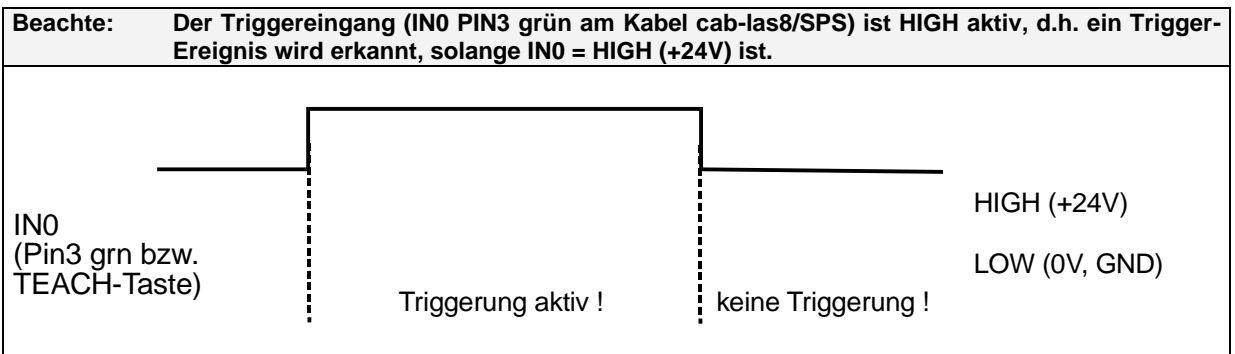 Beachte: Der Triggereingang (IN0 PIN3 grün am Kabel cab-las8/SPS) ist HIGH aktiv, d.h. ein Trigger-
Ereignis wird erkannt, solange IN0 = HIGH (+24V) ist.
HIGH (+24V)
IN0
(Pin3 grn bzw.
TEACH-Taste)
LOW (0V, GND)
Triggerung aktiv !
keine Triggerung !